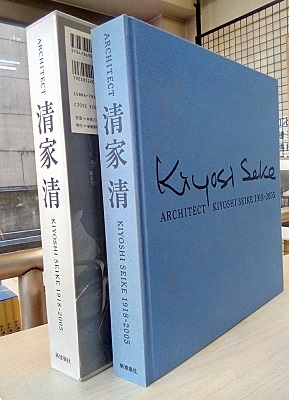 ARCHITECT
清家 清
KIYOSHI SEIKE 1918-2005
新建築社
ARCHITECT
清家 清
KIYOSHI SEIKE 1918-2005
新建築社
Kiyosi Seike
ARCHITECT KIYOSHI SEIKE 1918-2005